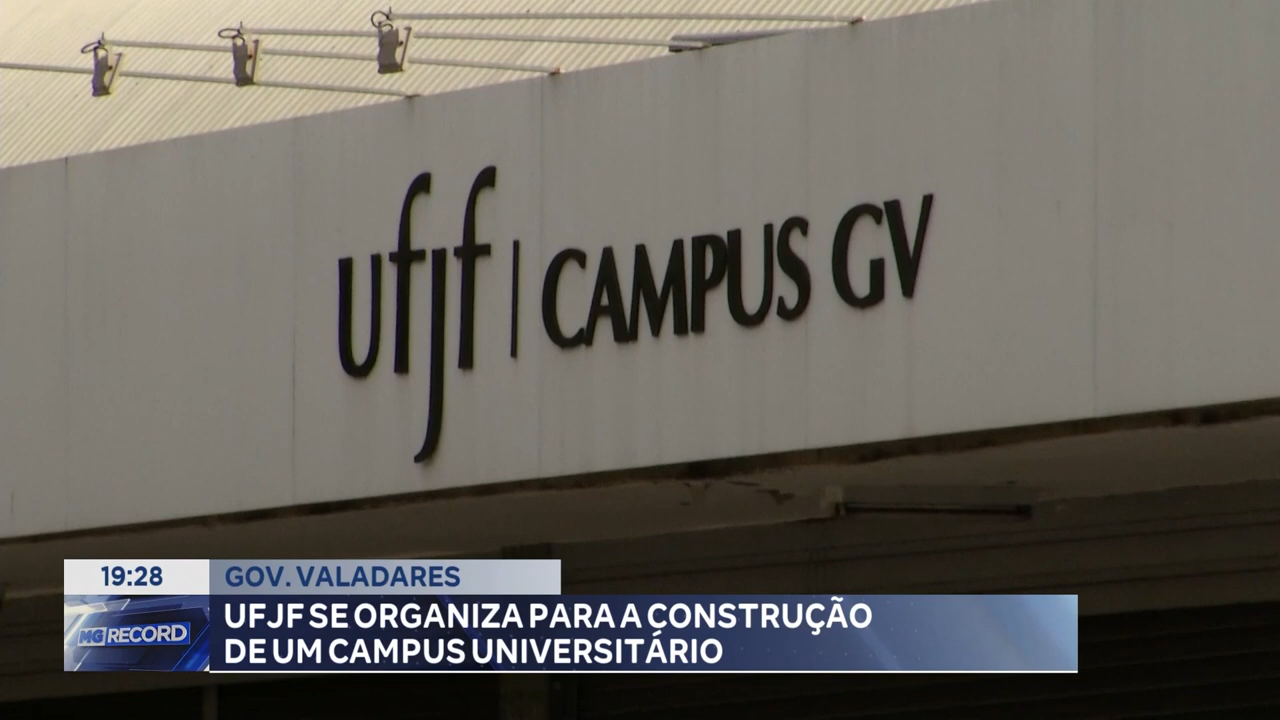 ufjf | CAMPUS GV
19:28
GOV. VALADARES
MG RECORD
UFJF SE ORGANIZA PARA A CONSTRUÇÃO
DE UM CAMPUS UNIVERSITÁRIO